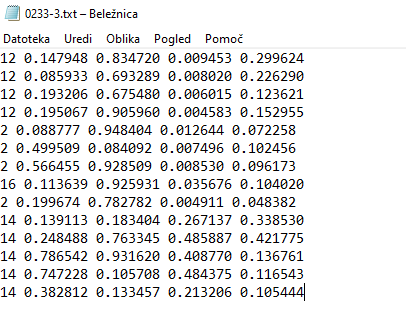 0233-3.txt – Beležnica
Datoteka Uredi Oblika Pogled Pomoč
12 0.147948 0.834720 0.009453 0.299624
12 0.085933 0.693289 0.008020 0.226290
12 0.193206 0.675480 0.006015 0.123621
12 0.195067 0.905960 0.004583 0.152955
2 0.088777 0.948404 0.012644 0.072258
2 0.499509 0.084092 0.007496 0.102456
2 0.566455 0.928509 0.008530 0.096173
16 0.113639 0.925931 0.035676 0.104020
2 0.199674 0.782782 0.004911 0.048382
14 0.139113 0.183404 0.267137 0.338530
14 0.248488 0.763345 0.485887 0.421775
14 0.786542 0.931620 0.408770 0.136761
14 0.747228 0.105708 0.484375 0.116543
14 0.382812 0.133457 0.213206 0.105444